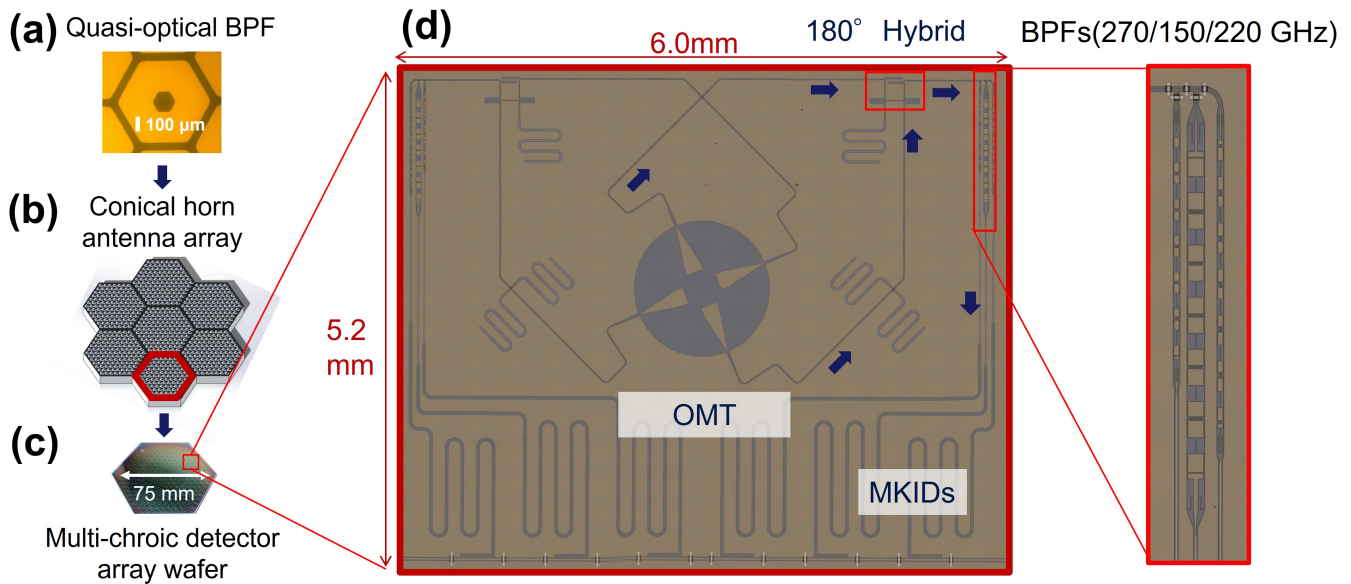 (a) Quasi-optical BPF
100 μm
(b) Conical horn
antenna array
(c)
75 mm
Multi-chroic detector
array wafer
(d)
6.0mm
180° Hybrid
BPFs(270/150/220 GHz)
5.2
mm
OMT
MKIDs